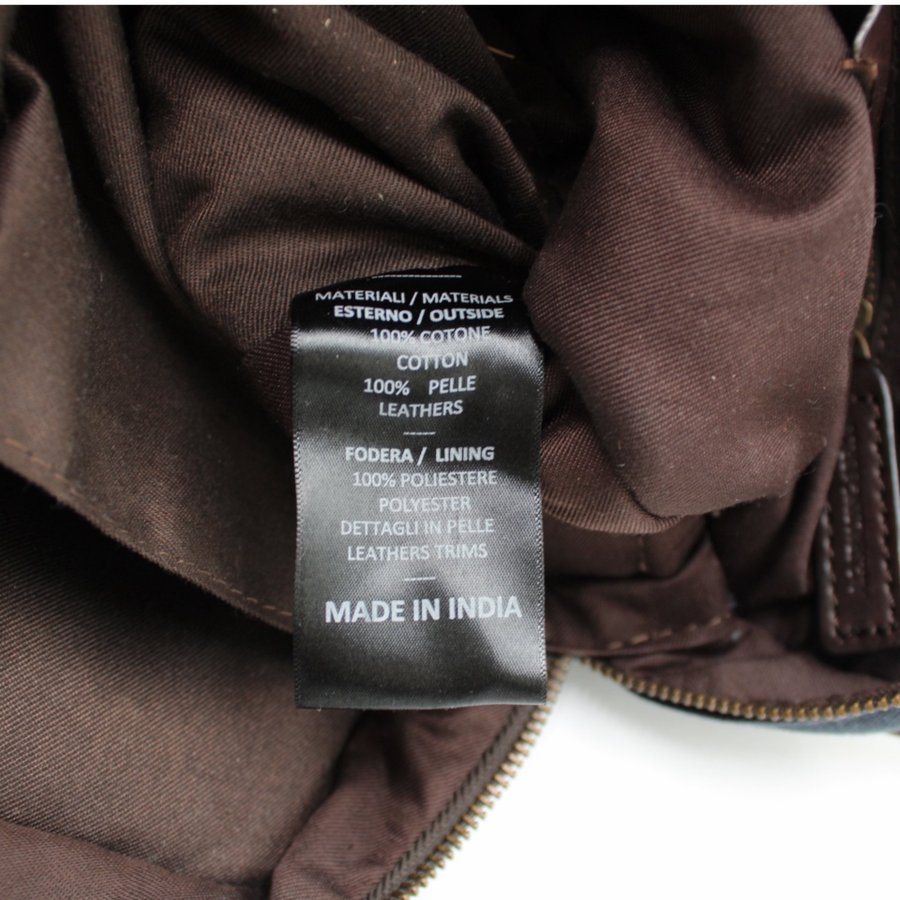 MATERIALI / MATERIALS
ESTERNO / OUTSIDE
100% COTONE
COTTON
100% PELLE
LEATHERS
-----
FODERA / LINING
100% POLIESTERE
POLYESTER
DETTAGLI IN PELLE
LEATHERS TRIMS
-----
MADE IN INDIA